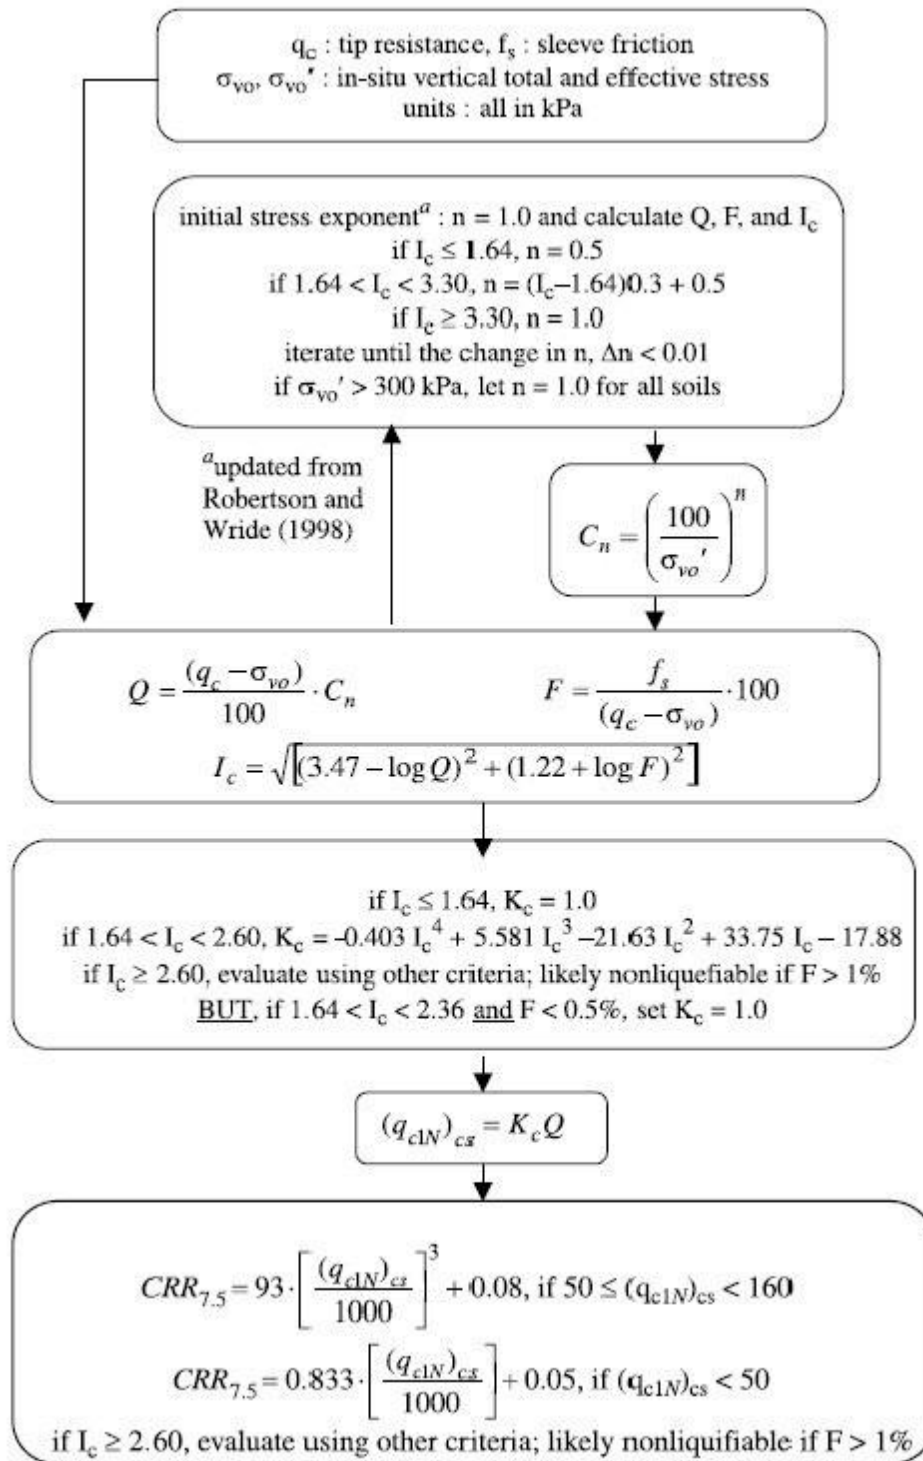 q_c : tip resistance, f_s : sleeve friction
σ_vo, σ_vo' : in-situ vertical total and effective stress
units : all in kPa
initial stress exponent^a : n = 1.0 and calculate Q, F, and I_c
if I_c ≤ 1.64, n = 0.5
if 1.64 < I_c < 3.30, n = (I_c–1.64)0.3 + 0.5
if I_c ≥ 3.30, n = 1.0
iterate until the change in n, Δn < 0.01
if σ_vo' > 300 kPa, let n = 1.0 for all soils
^a updated from
Robertson and
Wride (1998)
C_n = (100 / σ_vo')^n
Q = (q_c – σ_vo) / 100 · C_n
F = f_s / (q_c – σ_vo) · 100
I_c = √[(3.47 – log Q)^2 + (1.22 + log F)^2]
if I_c ≤ 1.64, K_c = 1.0
if 1.64 < I_c < 2.60, K_c = –0.403 I_c^4 + 5.581 I_c^3 –21.63 I_c^2 + 33.75 I_c – 17.88
if I_c ≥ 2.60, evaluate using other criteria; likely nonliquefiable if F > 1%
BUT, if 1.64 < I_c < 2.36 and F < 0.5%, set K_c = 1.0
(q_c1N)_cs = K_c Q
CRR_7.5 = 93 · [(q_c1N)_cs / 1000]^3 + 0.08, if 50 ≤ (q_c1N)_cs < 160
CRR_7.5 = 0.833 · [(q_c1N)_cs / 1000] + 0.05, if (q_c1N)_cs < 50
if I_c ≥ 2.60, evaluate using other criteria; likely nonliquifiable if F > 1%